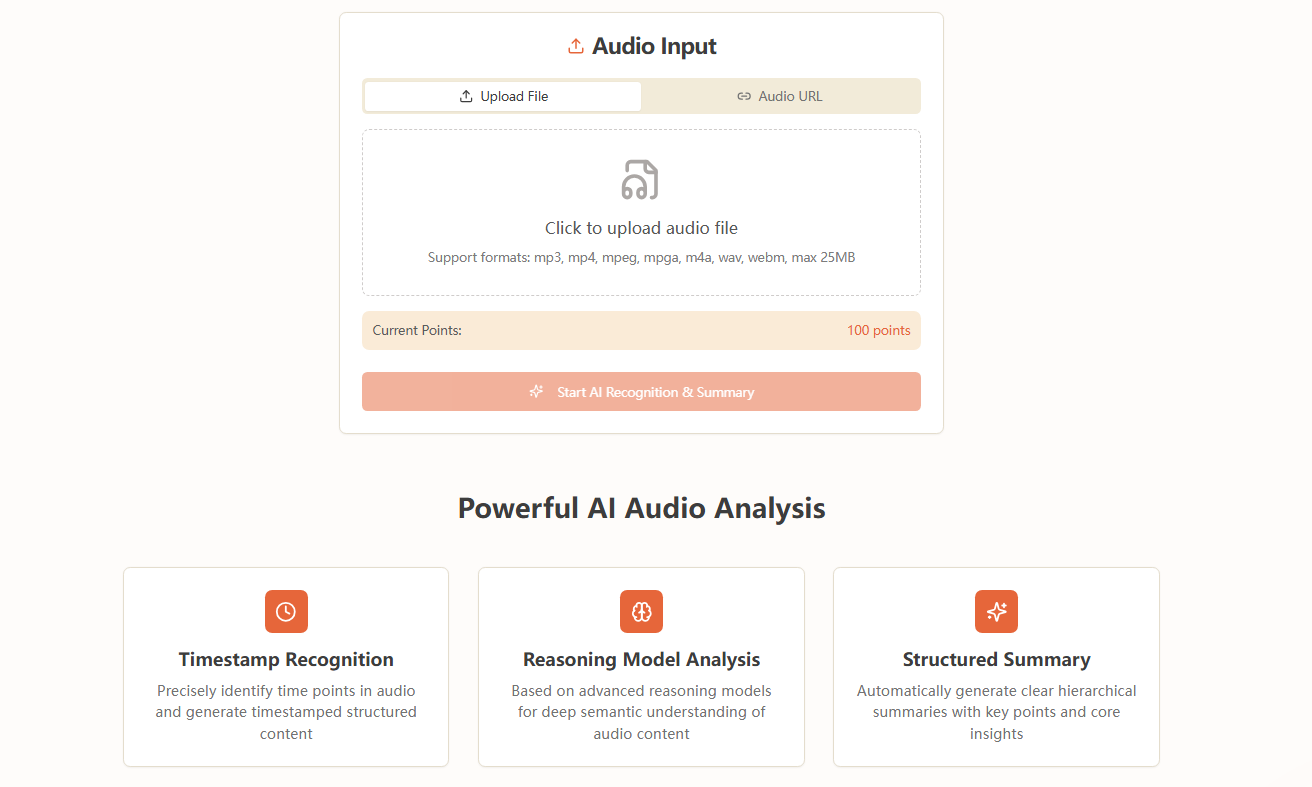 Audio Input
Upload File
Audio URL
Click to upload audio file
Support formats: mp3, mp4, mpeg, mpga, m4a, wav, webm, max 25MB
Current Points:
100 points
Start AI Recognition & Summary
Powerful AI Audio Analysis
Timestamp Recognition
Precisely identify time points in audio
and generate timestamped structured
content
Reasoning Model Analysis
Based on advanced reasoning models
for deep semantic understanding of
audio content
Structured Summary
Automatically generate clear hierarchical
summaries with key points and core
insights